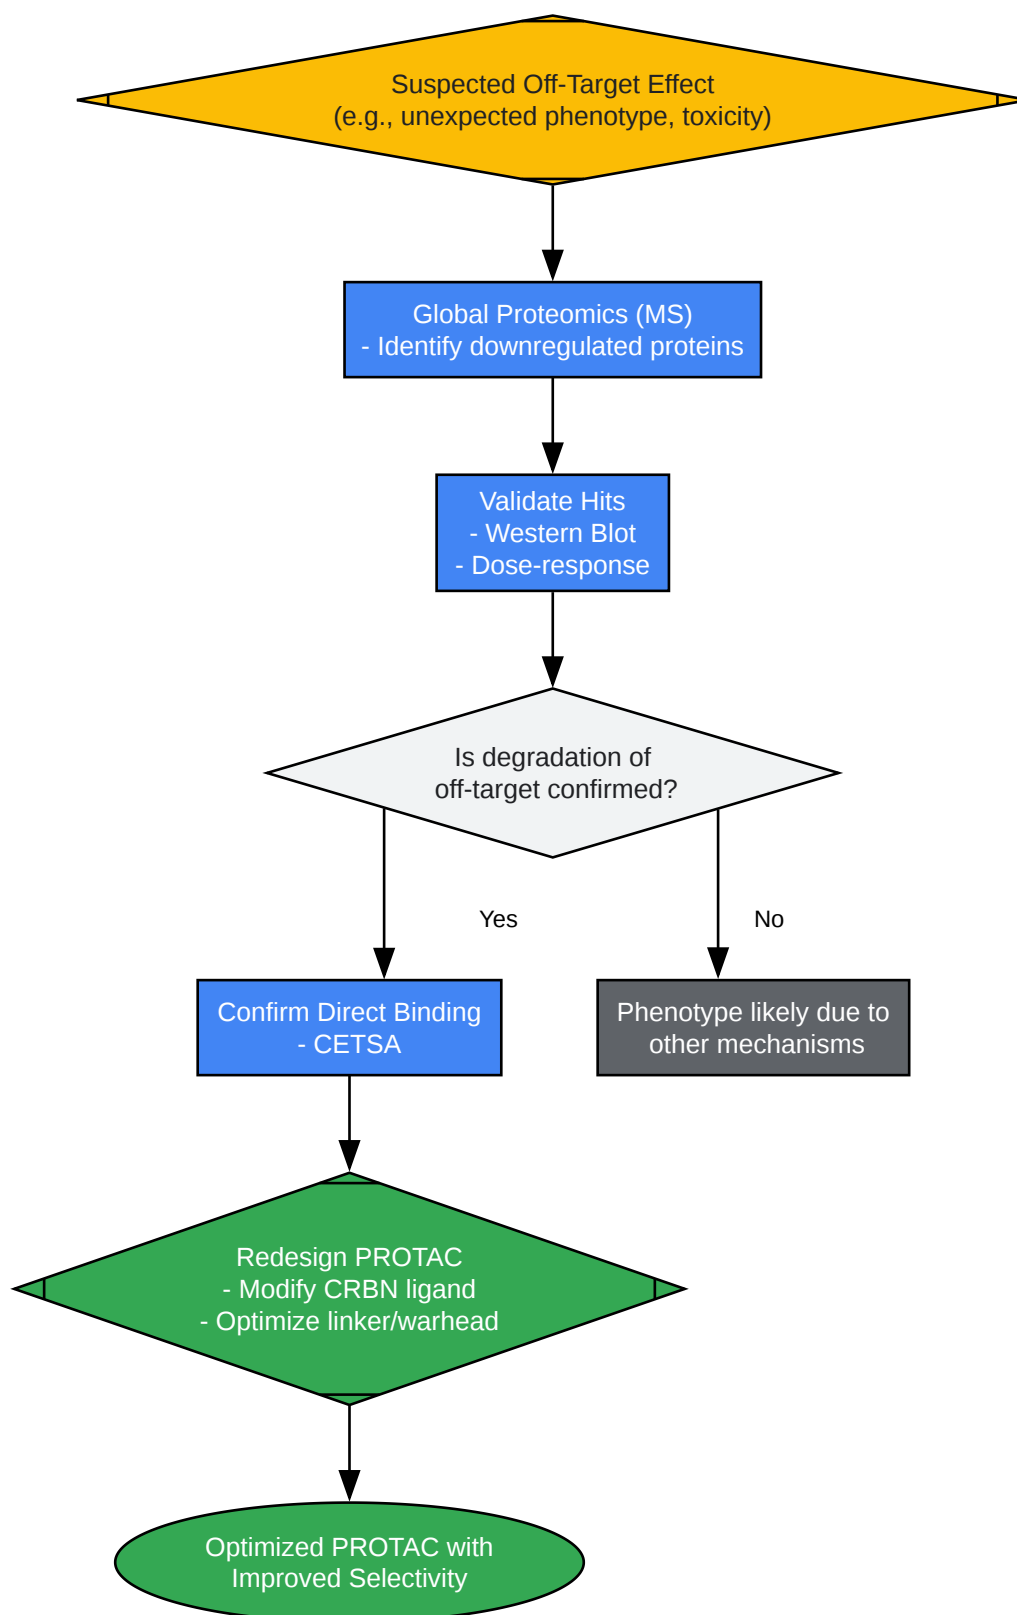 Suspected Off-Target Effect
(e.g., unexpected phenotype, toxicity)
Global Proteomics (MS)
- Identify downregulated proteins
Validate Hits
- Western Blot
- Dose-response
Is degradation of
off-target confirmed?
Yes
No
Confirm Direct Binding
- CETSA
Phenotype likely due to
other mechanisms
Redesign PROTAC
- Modify CRBN ligand
- Optimize linker/warhead
Optimized PROTAC with
Improved Selectivity